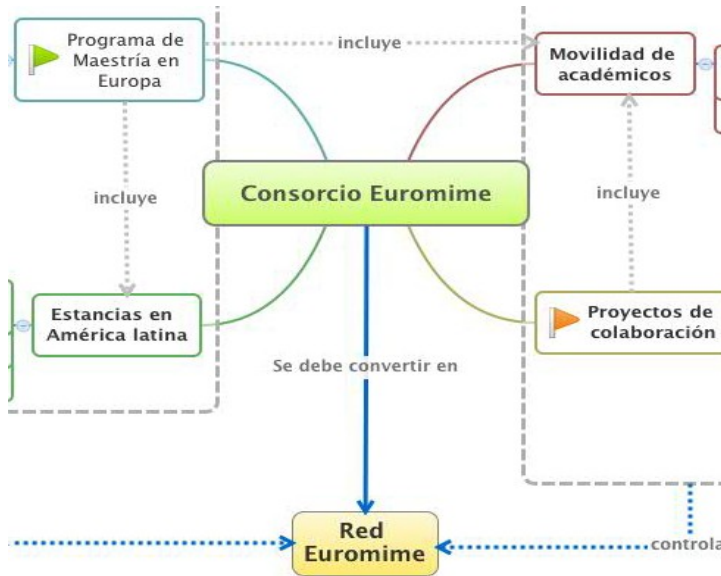 Programa de
Maestría en
Europa
incluye
Movilidad de
académicos
incluye
Consorcio Euromime
incluye
Estancias en
América latina
Proyectos de
colaboración
Se debe convertir en
Red
Euromime
controla